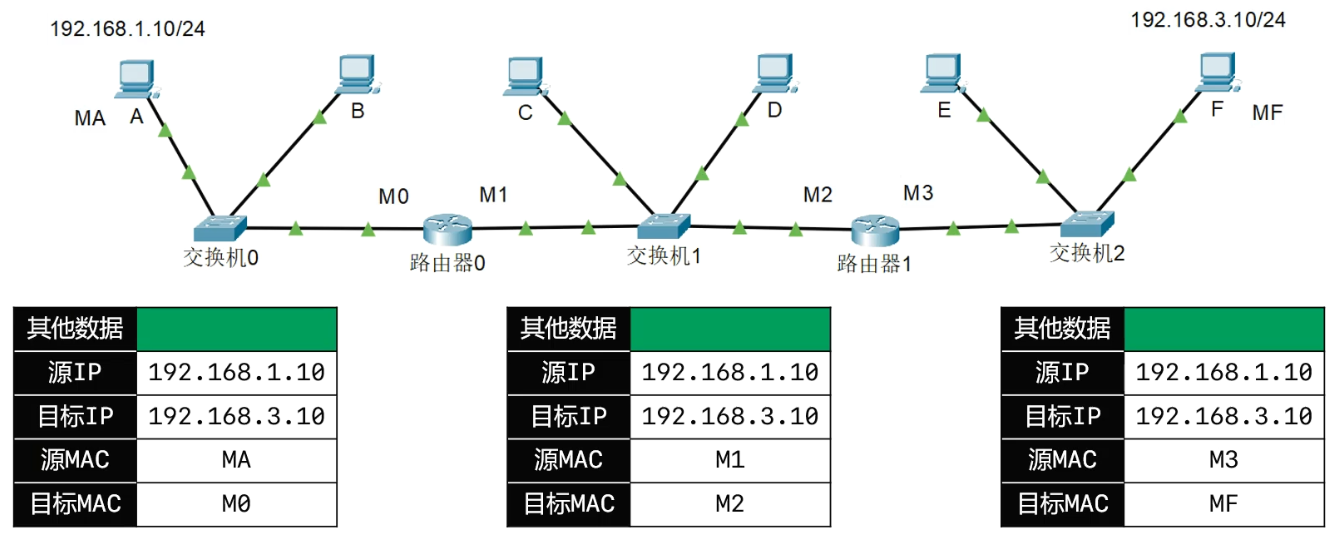 192.168.1.10/24
192.168.3.10/24
MA
A
B
C
D
E
F
MF
M0
M1
M2
M3
交换机0
路由器0
交换机1
路由器1
交换机2
其他数据
源IP 192.168.1.10
目标IP 192.168.3.10
源MAC MA
目标MAC M0
其他数据
源IP 192.168.1.10
目标IP 192.168.3.10
源MAC M1
目标MAC M2
其他数据
源IP 192.168.1.10
目标IP 192.168.3.10
源MAC M3
目标MAC MF